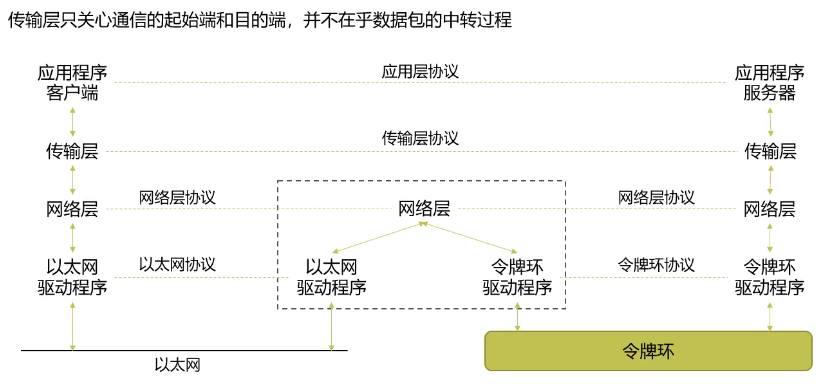 传输层只关心通信的起始端和目的端，并不在乎数据包的中转过程
应用程序
客户端
应用层协议
应用程序
服务器
传输层
传输层协议
传输层
网络层
网络层协议
网络层
网络层协议
网络层
以太网
驱动程序
以太网协议
以太网
驱动程序
令牌环
驱动程序
令牌环协议
令牌环
驱动程序
以太网
令牌环